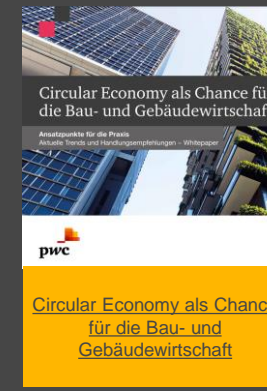 Circular Economy als Chance fü
die Bau- und Gebäudewirtschaf
Ansatzpunkte für die Praxis
Aktuelle Trends und Handlungsempfehlungen – Whitepaper
pwc
Circular Economy als Chanc
für die Bau- und
Gebäudewirtschaft